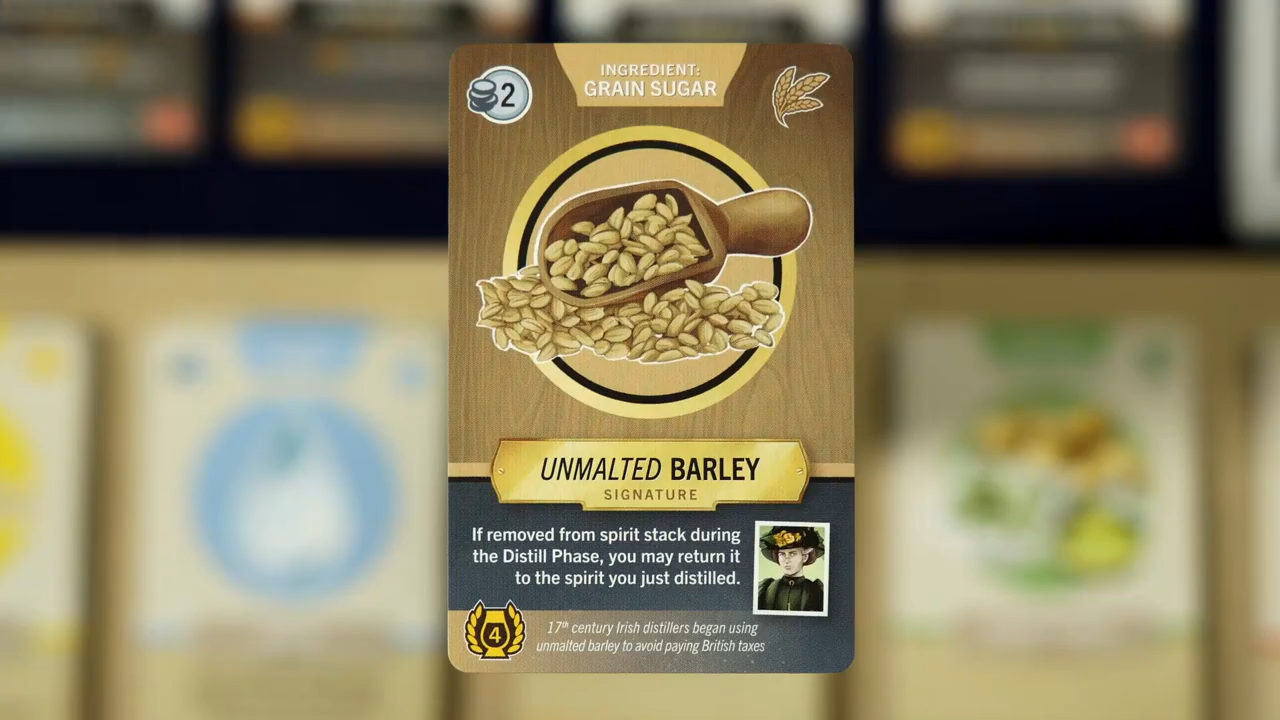 INGREDIENT:
GRAIN SUGAR
2
UNMALTED BARLEY
SIGNATURE
If removed from spirit stack during
the Distill Phase, you may return it
to the spirit you just distilled.
4
17th century Irish distillers began using
unmalted barley to avoid paying British taxes